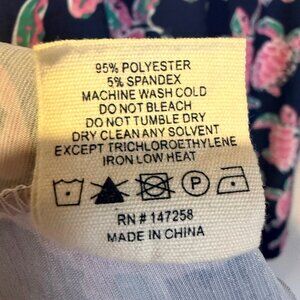 95% POLYESTER
5% SPANDEX
MACHINE WASH COLD
DO NOT BLEACH
DO NOT TUMBLE DRY
DRY CLEAN ANY SOLVENT
EXCEPT TRICHLOROETHYLENE
IRON LOW HEAT
P
RN # 147258
MADE IN CHINA